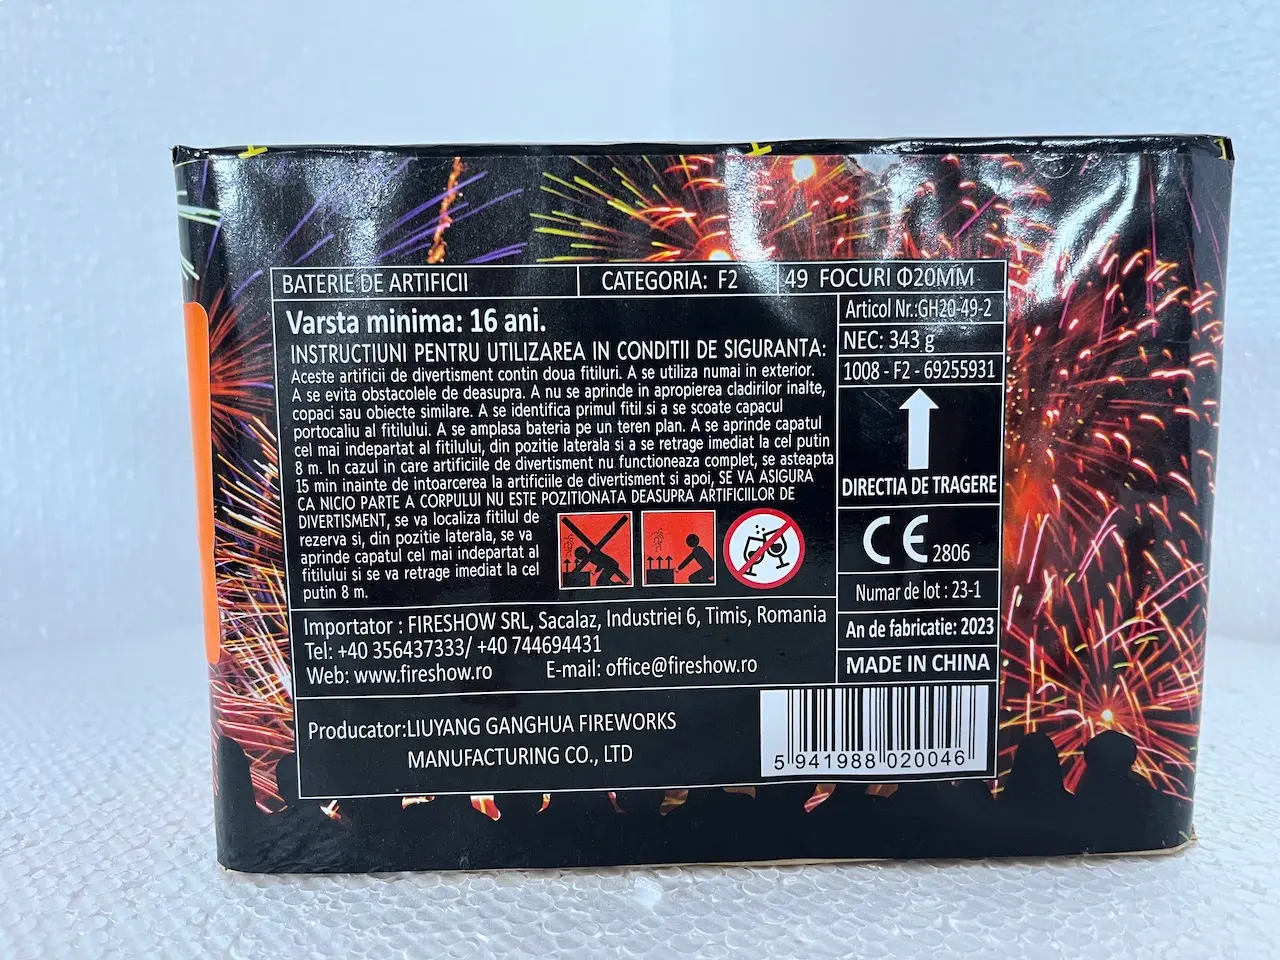 BATERIE DE ARTIFICII CATEGORIA: F2 49 FOCURI Φ20MM
Varsta minima: 16 ani.
INSTRUCTIUNI PENTRU UTILIZAREA IN CONDITII DE SIGURANTA:
Aceste artificii de divertisment contin doua fitiluri. A se utiliza numai in exterior.
A se evita obstacolele de deasupra. A nu se aprinde in apropierea cladirilor inalte,
copaci sau obiecte similare. A se identifica primul fitil si a se scoate capacul
portocaliu al fitilului. A se amplasa bateria pe un teren plan. A se aprinde capatul
cel mai indepartat al fitilului, din pozitie laterala si a se retrage imediat la cel putin
8 m. In cazul in care artificiile de divertisment nu functioneaza complet, se asteapta
15 min inainte de intoarcerea la artificiile de divertisment si apoi, SE VA ASIGURA
CA NICIO PARTE A CORPULUI NU ESTE POZITIONATA DEASUPRA ARTIFICIILOR DE
DIVERTISMENT, se va localiza fitilul de
rezerva si, din pozitie laterala, se va
aprinde capatul cel mai indepartat al
fitilului si se va retrage imediat la cel
putin 8 m.
Articol Nr.:GH20-49-2
NEC: 343 g
1008 - F2 - 69255931
DIRECTIA DE TRAGERE
CE 2806
Numar de lot : 23-1
An de fabricatie: 2023
MADE IN CHINA
Importator : FIRESHOW SRL, Sacalaz, Industriei 6, Timis, Romania
Tel: +40 356437333/ +40 744694431
Web: www.fireshow.ro E-mail: office@fireshow.ro
Producator:LIUYANG GANGHUA FIREWORKS
MANUFACTURING CO., LTD
5 941988 020046